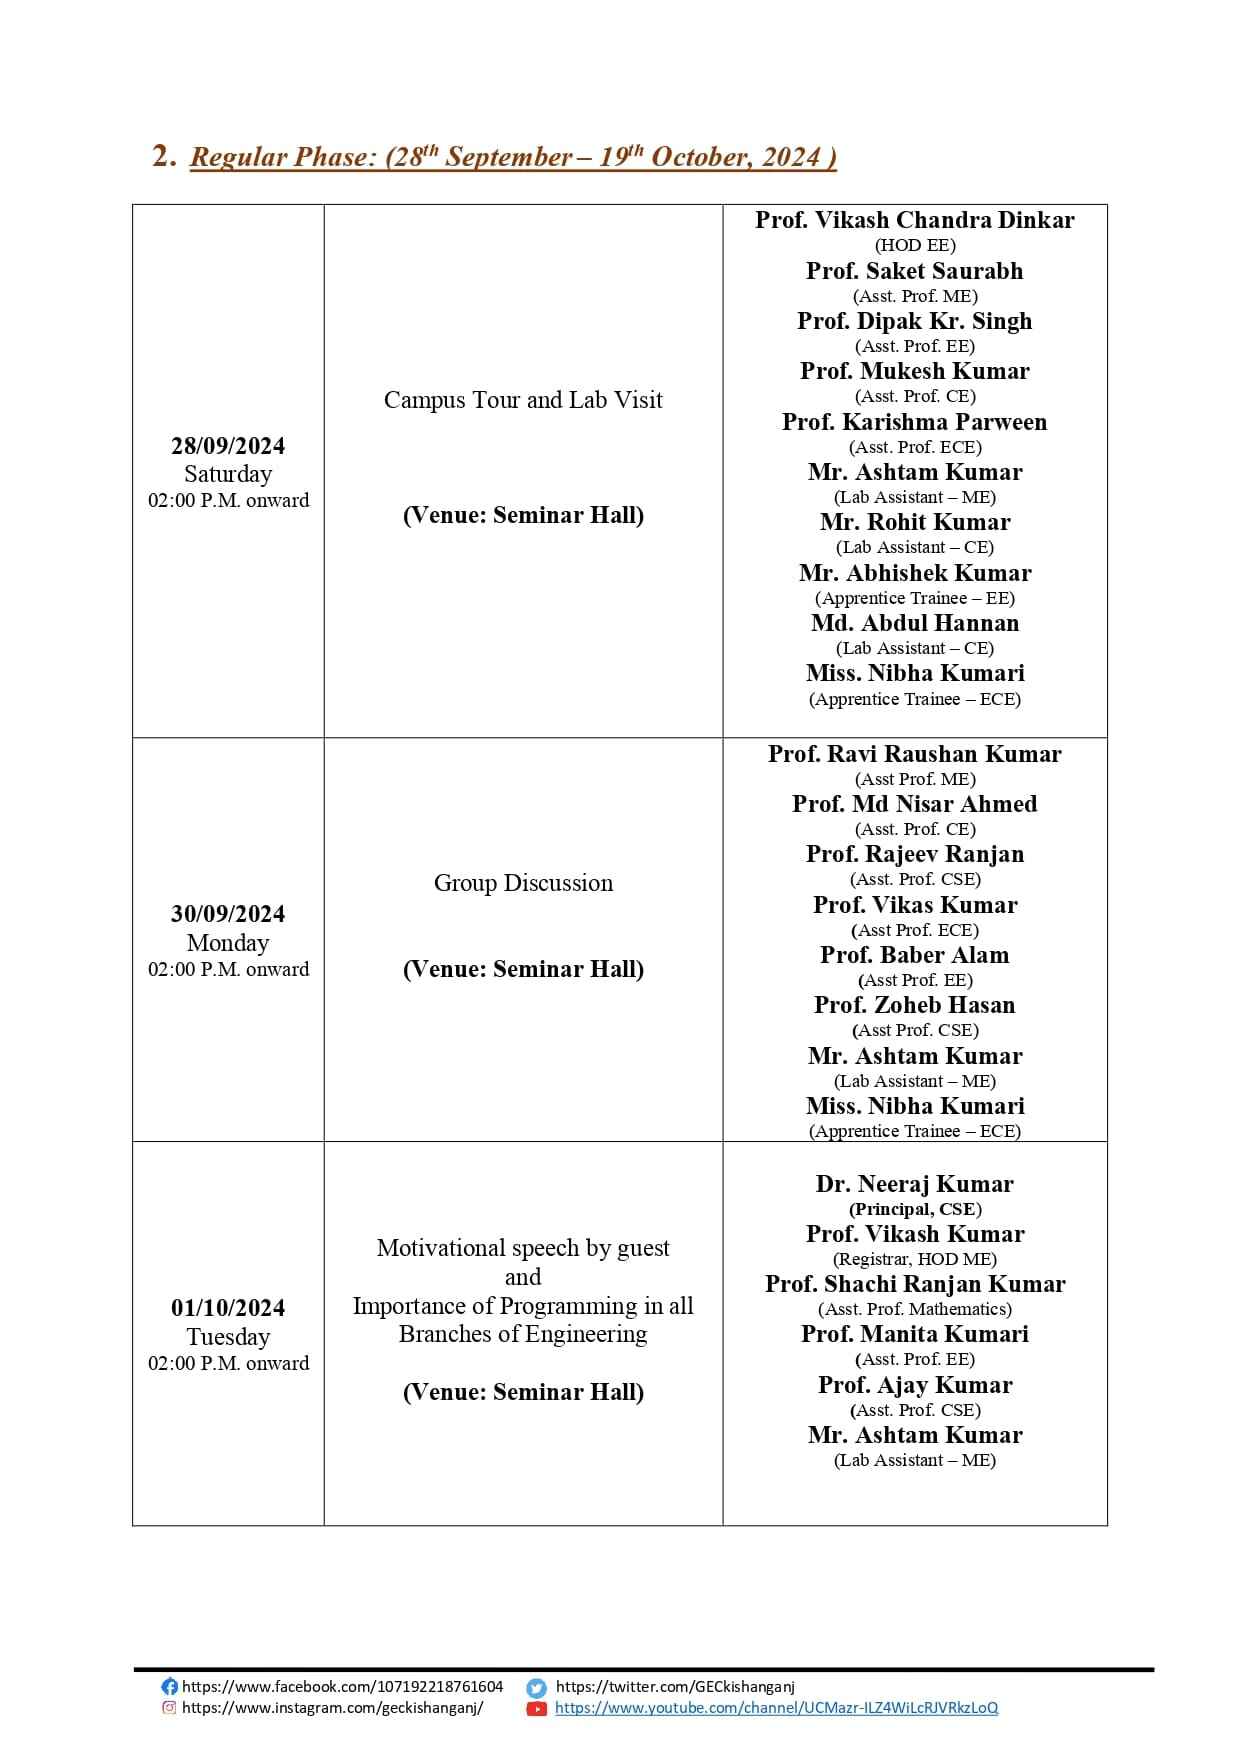 2. Regular Phase: (28th September – 19th October, 2024 )
28/09/2024
Saturday
02:00 P.M. onward
Campus Tour and Lab Visit
(Venue: Seminar Hall)
Prof. Vikash Chandra Dinkar
(HOD EE)
Prof. Saket Saurabh
(Asst. Prof. ME)
Prof. Dipak Kr. Singh
(Asst. Prof. EE)
Prof. Mukesh Kumar
(Asst. Prof. CE)
Prof. Karishma Parween
(Asst. Prof. ECE)
Mr. Ashtam Kumar
(Lab Assistant – ME)
Mr. Rohit Kumar
(Lab Assistant – CE)
Mr. Abhishek Kumar
(Apprentice Trainee – EE)
Md. Abdul Hannan
(Lab Assistant – CE)
Miss. Nibha Kumari
(Apprentice Trainee – ECE)
30/09/2024
Monday
02:00 P.M. onward
Group Discussion
(Venue: Seminar Hall)
Prof. Ravi Raushan Kumar
(Asst Prof. ME)
Prof. Md Nisar Ahmed
(Asst. Prof. CE)
Prof. Rajeev Ranjan
(Asst. Prof. CSE)
Prof. Vikas Kumar
(Asst Prof. ECE)
Prof. Baber Alam
(Asst Prof. EE)
Prof. Zoheb Hasan
(Asst Prof. CSE)
Mr. Ashtam Kumar
(Lab Assistant – ME)
Miss. Nibha Kumari
(Apprentice Trainee – ECE)
01/10/2024
Tuesday
02:00 P.M. onward
Motivational speech by guest
and
Importance of Programming in all
Branches of Engineering
(Venue: Seminar Hall)
Dr. Neeraj Kumar
(Principal, CSE)
Prof. Vikash Kumar
(Registrar, HOD ME)
Prof. Shachi Ranjan Kumar
(Asst. Prof. Mathematics)
Prof. Manita Kumari
(Asst. Prof. EE)
Prof. Ajay Kumar
(Asst. Prof. CSE)
Mr. Ashtam Kumar
(Lab Assistant – ME)
https://www.facebook.com/107192218761604 https://twitter.com/GECkishanganj
https://www.instagram.com/geckishanganj/ https://www.youtube.com/channel/UCMazr-ILZ4WiLcRJVRkzLoQ